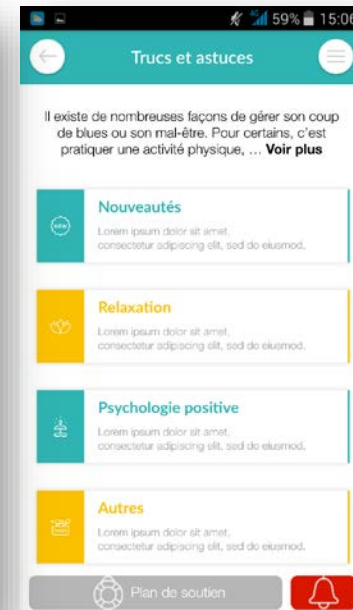 4G 59% 15:06
Trucs et astuces
Il existe de nombreuses façons de gérer son coup
de blues ou son mal-être. Pour certains, c'est
pratiquer une activité physique, … Voir plus
Nouveautés
Lorem ipsum dolor sit amet,
consectetur adipiscing elit, sed do eiusmod.
Relaxation
Lorem ipsum dolor sit amet,
consectetur adipiscing elit, sed do eiusmod.
Psychologie positive
Lorem ipsum dolor sit amet,
consectetur adipiscing elit, sed do eiusmod.
Autres
Lorem ipsum dolor sit amet,
consectetur adipiscing elit, sed do eiusmod.
Plan de soutien